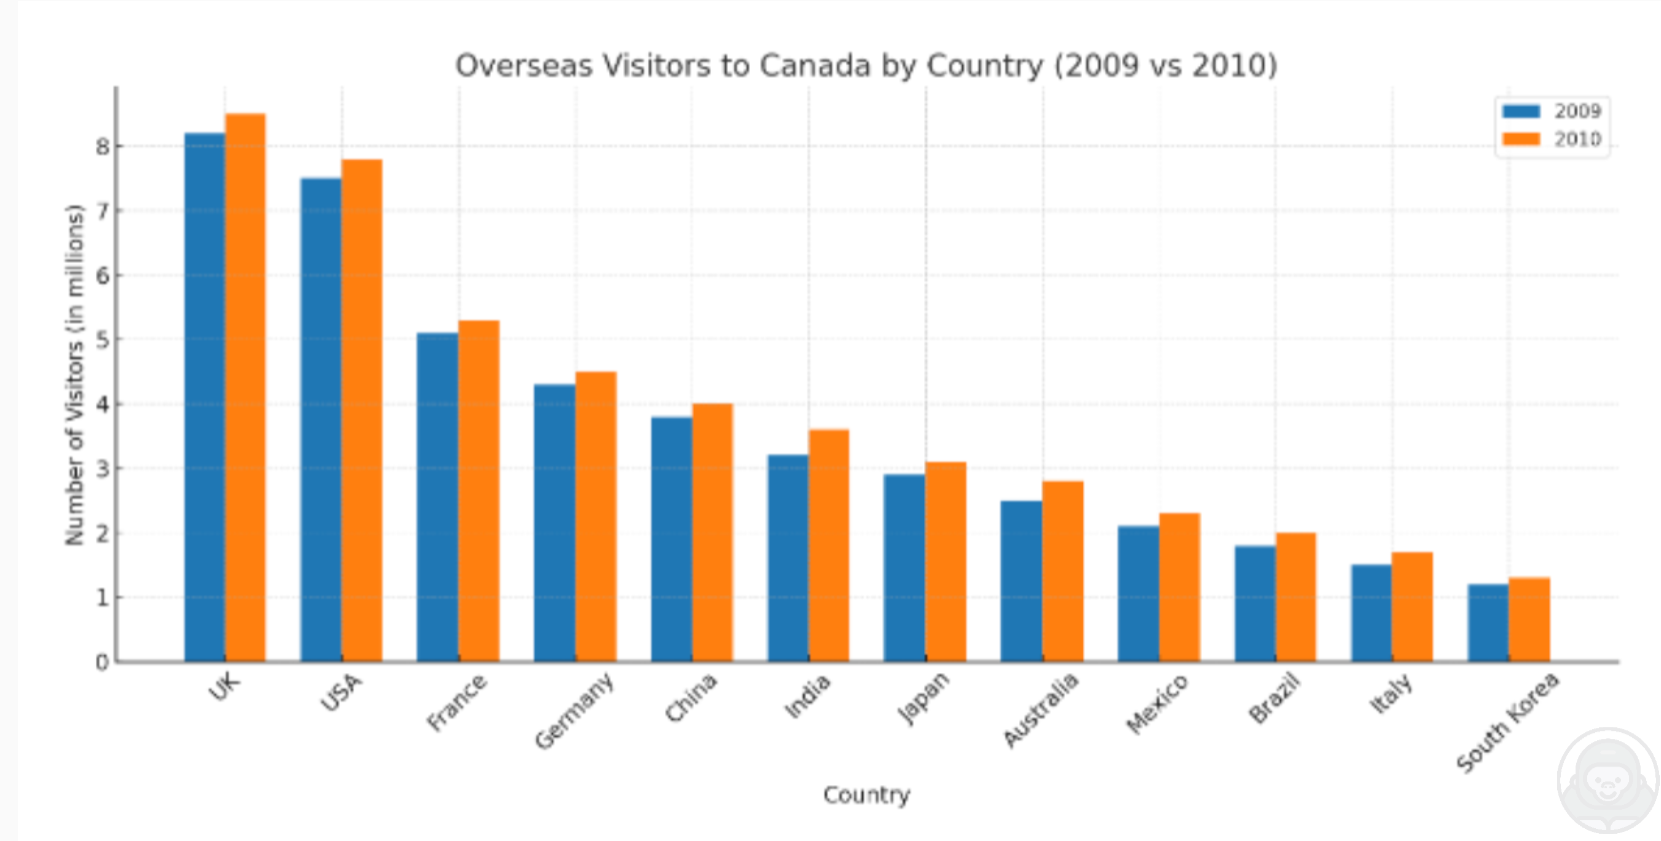 Overseas Visitors to Canada by Country (2009 vs 2010)
2009
2010
Number of Visitors (in millions)
8
7
6
5
4
3
2
1
0
UK
USA
France
Germany
China
India
Japan
Australia
Mexico
Brazil
Italy
South Korea
Country